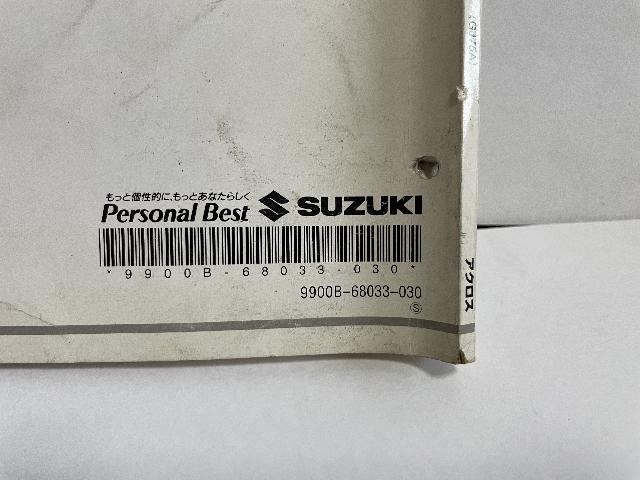 もっと個性的に、もっとあなたらしく
Personal Best SUZUKI
*9900B-68033-030*
9900B-68033-030
S
(GJ75A)
アクロス